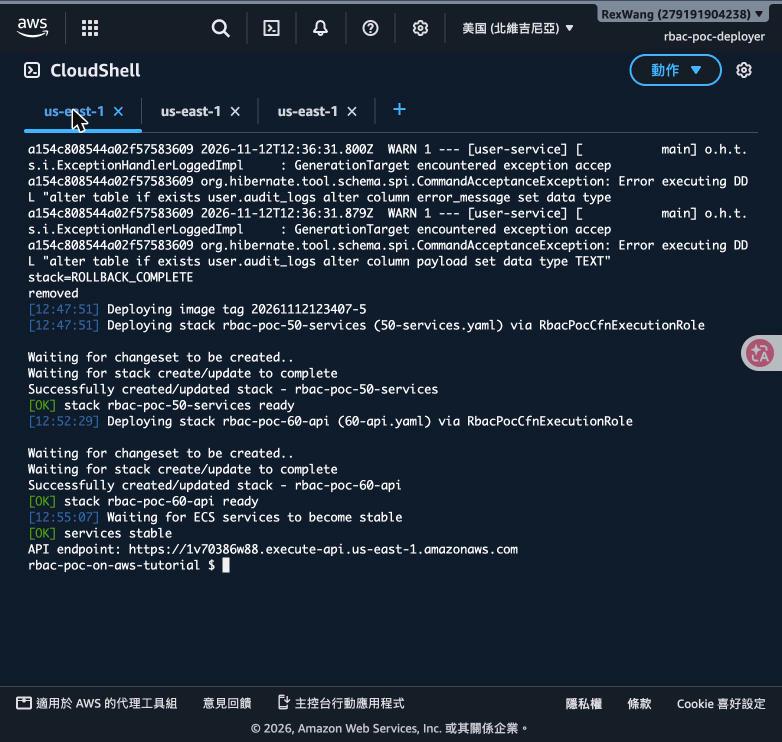 aws
美國 (北維吉尼亞) ▼
RexWang (279191904238) ▼
rbac-poc-deployer
CloudShell
動作 ▼
us-east-1 ×
us-east-1 ×
us-east-1 ×
+
a154c808544a02f57583609 2026-11-12T12:36:31.800Z  WARN 1 --- [user-service] [           main] o.h.t.
s.i.ExceptionHandlerLoggedImpl     : GenerationTarget encountered exception accep
a154c808544a02f57583609 org.hibernate.tool.schema.spi.CommandAcceptanceException: Error executing DD
L "alter table if exists user.audit_logs alter column error_message set data type
a154c808544a02f57583609 2026-11-12T12:36:31.879Z  WARN 1 --- [user-service] [           main] o.h.t.
s.i.ExceptionHandlerLoggedImpl     : GenerationTarget encountered exception accep
a154c808544a02f57583609 org.hibernate.tool.schema.spi.CommandAcceptanceException: Error executing DD
L "alter table if exists user.audit_logs alter column payload set data type TEXT"
stack=ROLLBACK_COMPLETE
removed
[12:47:51] Deploying image tag 20261112123407-5
[12:47:51] Deploying stack rbac-poc-50-services (50-services.yaml) via RbacPocCfnExecutionRole
Waiting for changeset to be created..
Waiting for stack create/update to complete
Successfully created/updated stack - rbac-poc-50-services
[OK] stack rbac-poc-50-services ready
[12:52:29] Deploying stack rbac-poc-60-api (60-api.yaml) via RbacPocCfnExecutionRole
Waiting for changeset to be created..
Waiting for stack create/update to complete
Successfully created/updated stack - rbac-poc-60-api
[OK] stack rbac-poc-60-api ready
[12:55:07] Waiting for ECS services to become stable
[OK] services stable
API endpoint: https://1v70386w88.execute-api.us-east-1.amazonaws.com
rbac-poc-on-aws-tutorial $
適用於 AWS 的代理工具組
意見回饋
主控台行動應用程式
隱私權
條款
Cookie 喜好設定
© 2026, Amazon Web Services, Inc. 或其關係企業。